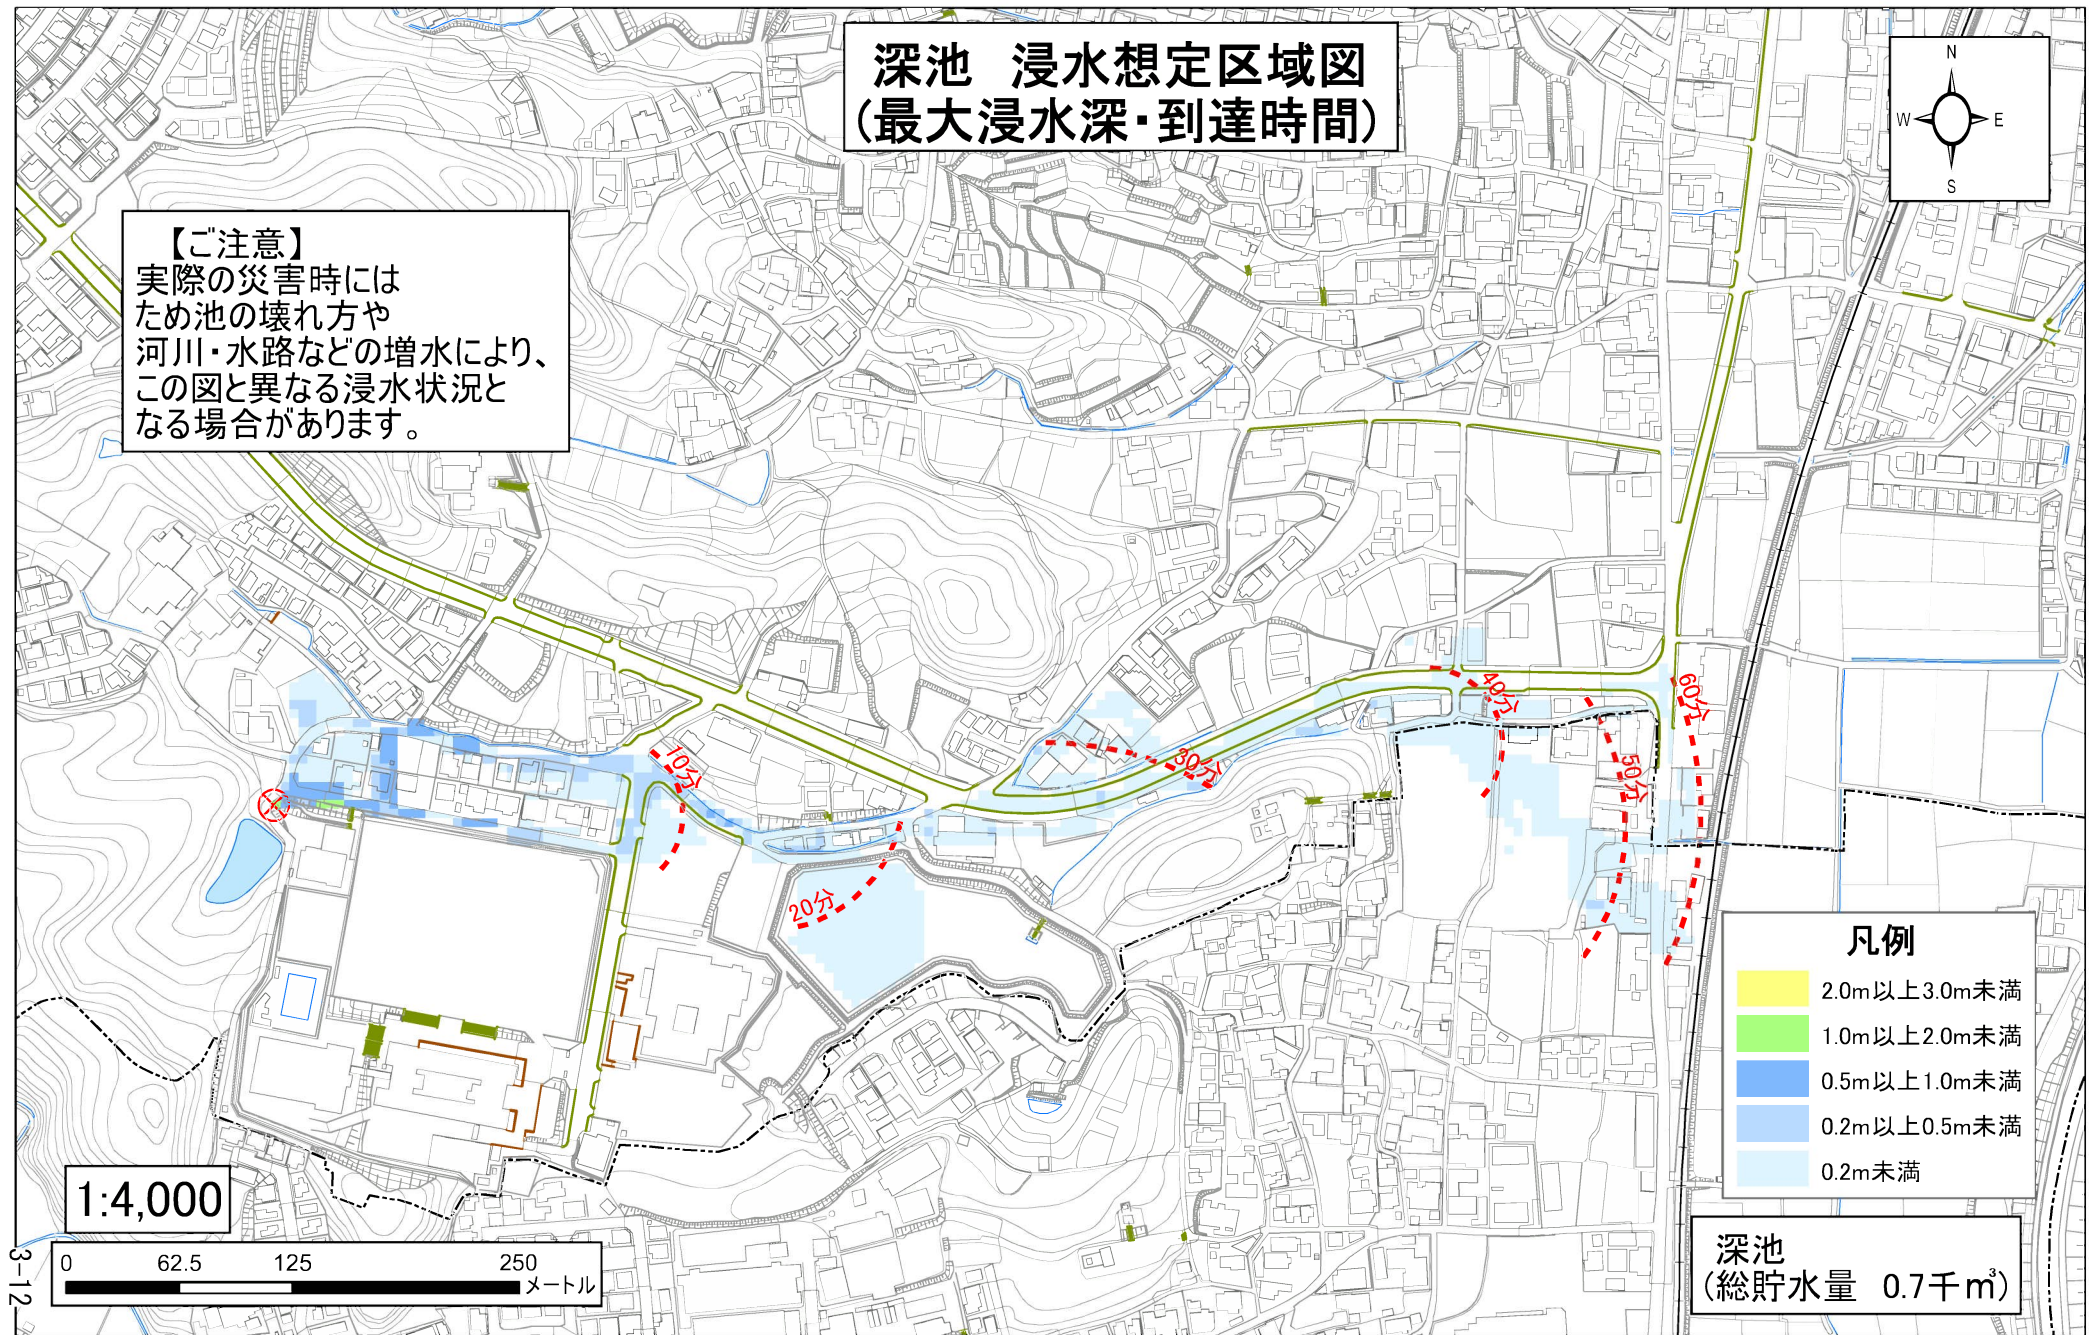 深池　浸水想定区域図
(最大浸水深・到達時間)
N
W
E
S
【ご注意】
実際の災害時には
ため池の壊れ方や
河川・水路などの増水により、
この図と異なる浸水状況と
なる場合があります。
10分
20分
30分
40分
50分
60分
凡例
2.0m以上3.0m未満
1.0m以上2.0m未満
0.5m以上1.0m未満
0.2m以上0.5m未満
0.2m未満
1:4,000
0 62.5 125 250
メートル
深池
(総貯水量　0.7千㎥)
3-12